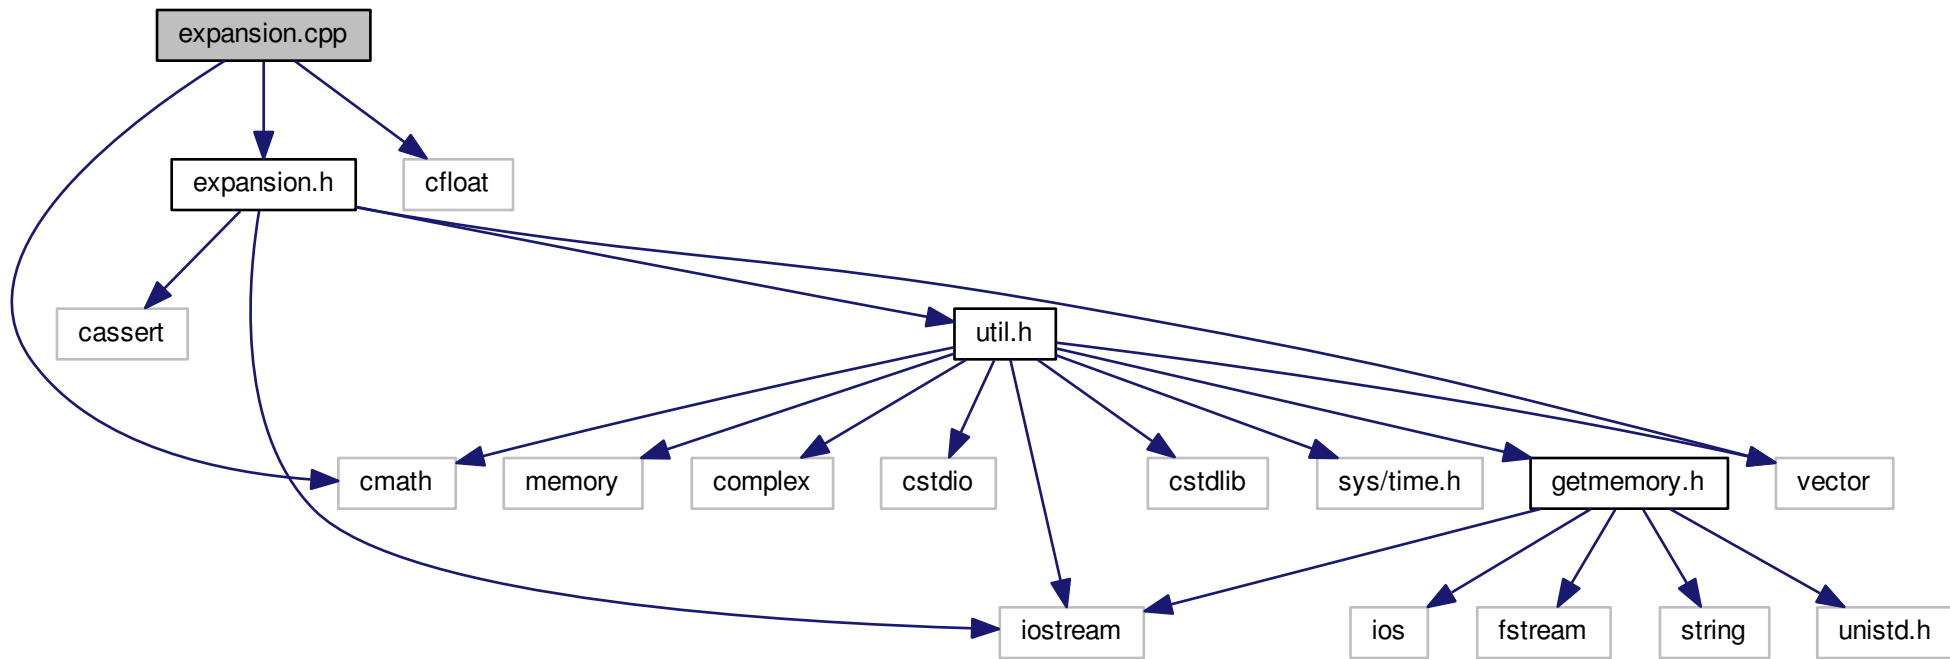 expansion.cpp
expansion.h
cfloat
cassert
util.h
cmath
memory
complex
cstdio
cstdlib
sys/time.h
getmemory.h
vector
iostream
ios
fstream
string
unistd.h